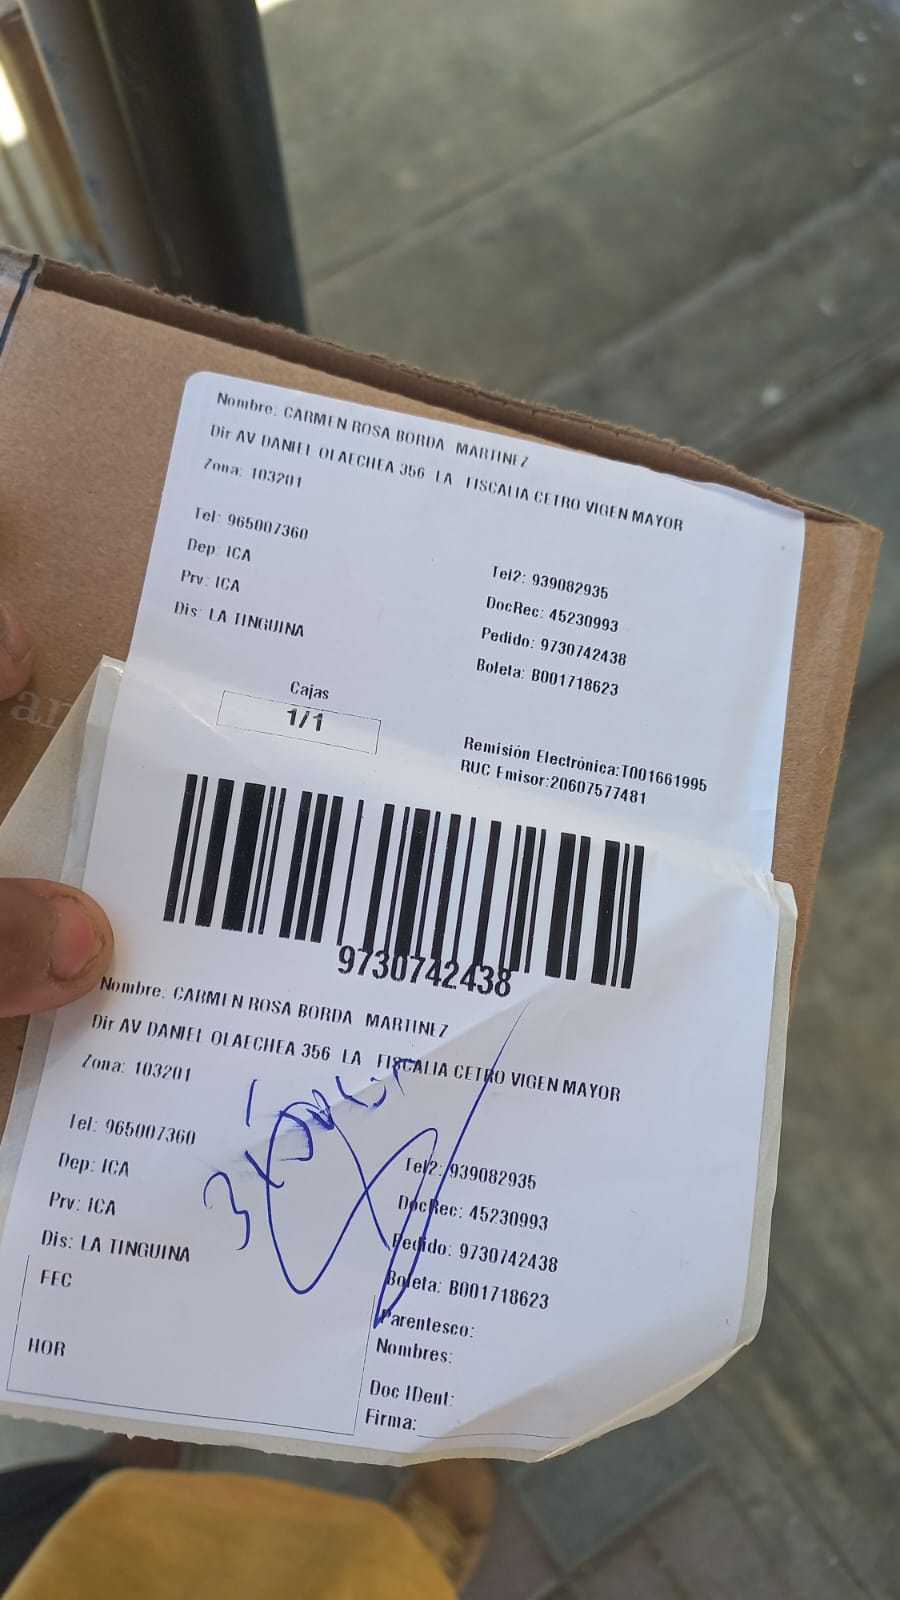 Nombre: CARMEN ROSA BORDA MARTINEZ
Dir AV DANIEL OLAECHEA 356 LA FISCALIA CETRO VIGEN MAYOR
Zona: 103201
Tel: 965007360
Tel2: 939082935
Dep: ICA
DocRec: 45230993
Prv: ICA
Pedido: 9730742438
Dis: LA TINGUINA
Boleta: B001718623
Cajas
1/1
Remisión Electrónica:T001661995
RUC Emisor:20607577481
9730742438
Nombre: CARMEN ROSA BORDA MARTINEZ
Dir AV DANIEL OLAECHEA 356 LA FISCALIA CETRO VIGEN MAYOR
Zona: 103201
Tel: 965007360
Tel2: 939082935
Dep: ICA
DocRec: 45230993
Prv: ICA
Pedido: 9730742438
Dis: LA TINGUINA
Boleta: B001718623
FEC
Parentesco:
Nombres:
HOR
Doc IDent:
Firma: